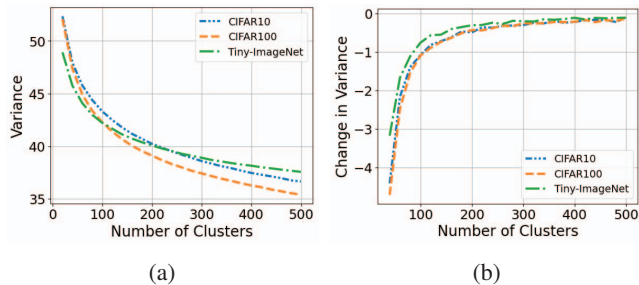 CIFAR10
CIFAR100
Tiny-ImageNet
50
45
40
35
Variance
0
100
200
300
400
500
Number of Clusters
(a)
0
−1
−2
−3
−4
Change in Variance
CIFAR10
CIFAR100
Tiny-ImageNet
100
200
300
400
500
Number of Clusters
(b)